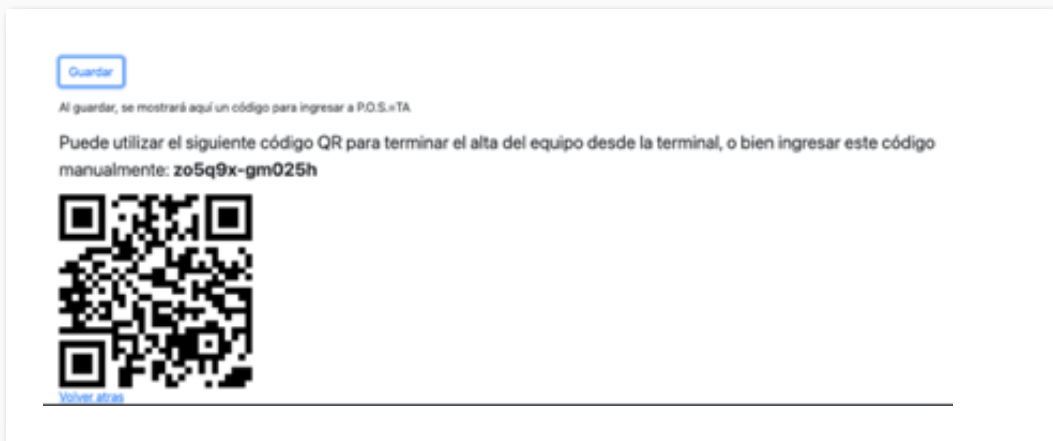 Guardar
Al guardar, se mostrará aquí un código para ingresar a P.O.S.=TA
Puede utilizar el siguiente código QR para terminar el alta del equipo desde la terminal, o bien ingresar este código
manualmente: zo5q9x-gm025h
Volver atras